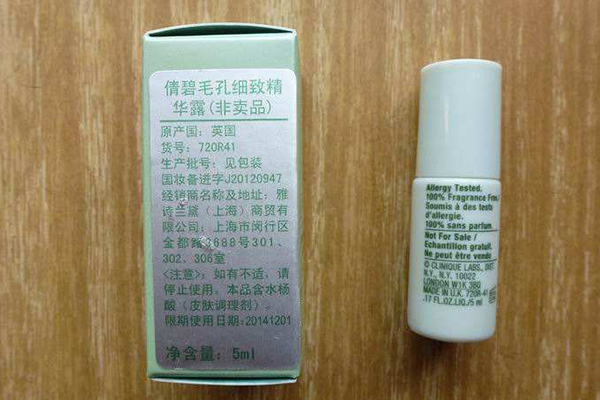 倩碧毛孔细致精
华露(非卖品)
原产国：英国
货号：720R41
生产批号：见包装
国妆备进字J20120947
经销商名称及地址：雅
诗兰黛（上海）商贸有
限公司；上海市闵行区
金都路3688号301、
302、306室
<注意>：如有不适，请
停止使用。本品含水杨
酸（皮肤调理剂）。
限期使用日期：20141201
净含量：5ml
Allergy Tested.
100% Fragrance Free.
Soumis à des tests
d'allergie.
100% sans parfum.
Not For Sale /
Echantillon gratuit.
Ne peut être vendu
© CLINIQUE LABS, DIST.
N.Y., N.Y. 10022
LONDON W1K 3BQ
MADE IN U.K. 720R-41
.17 FL.OZ.LIQ./5 ml